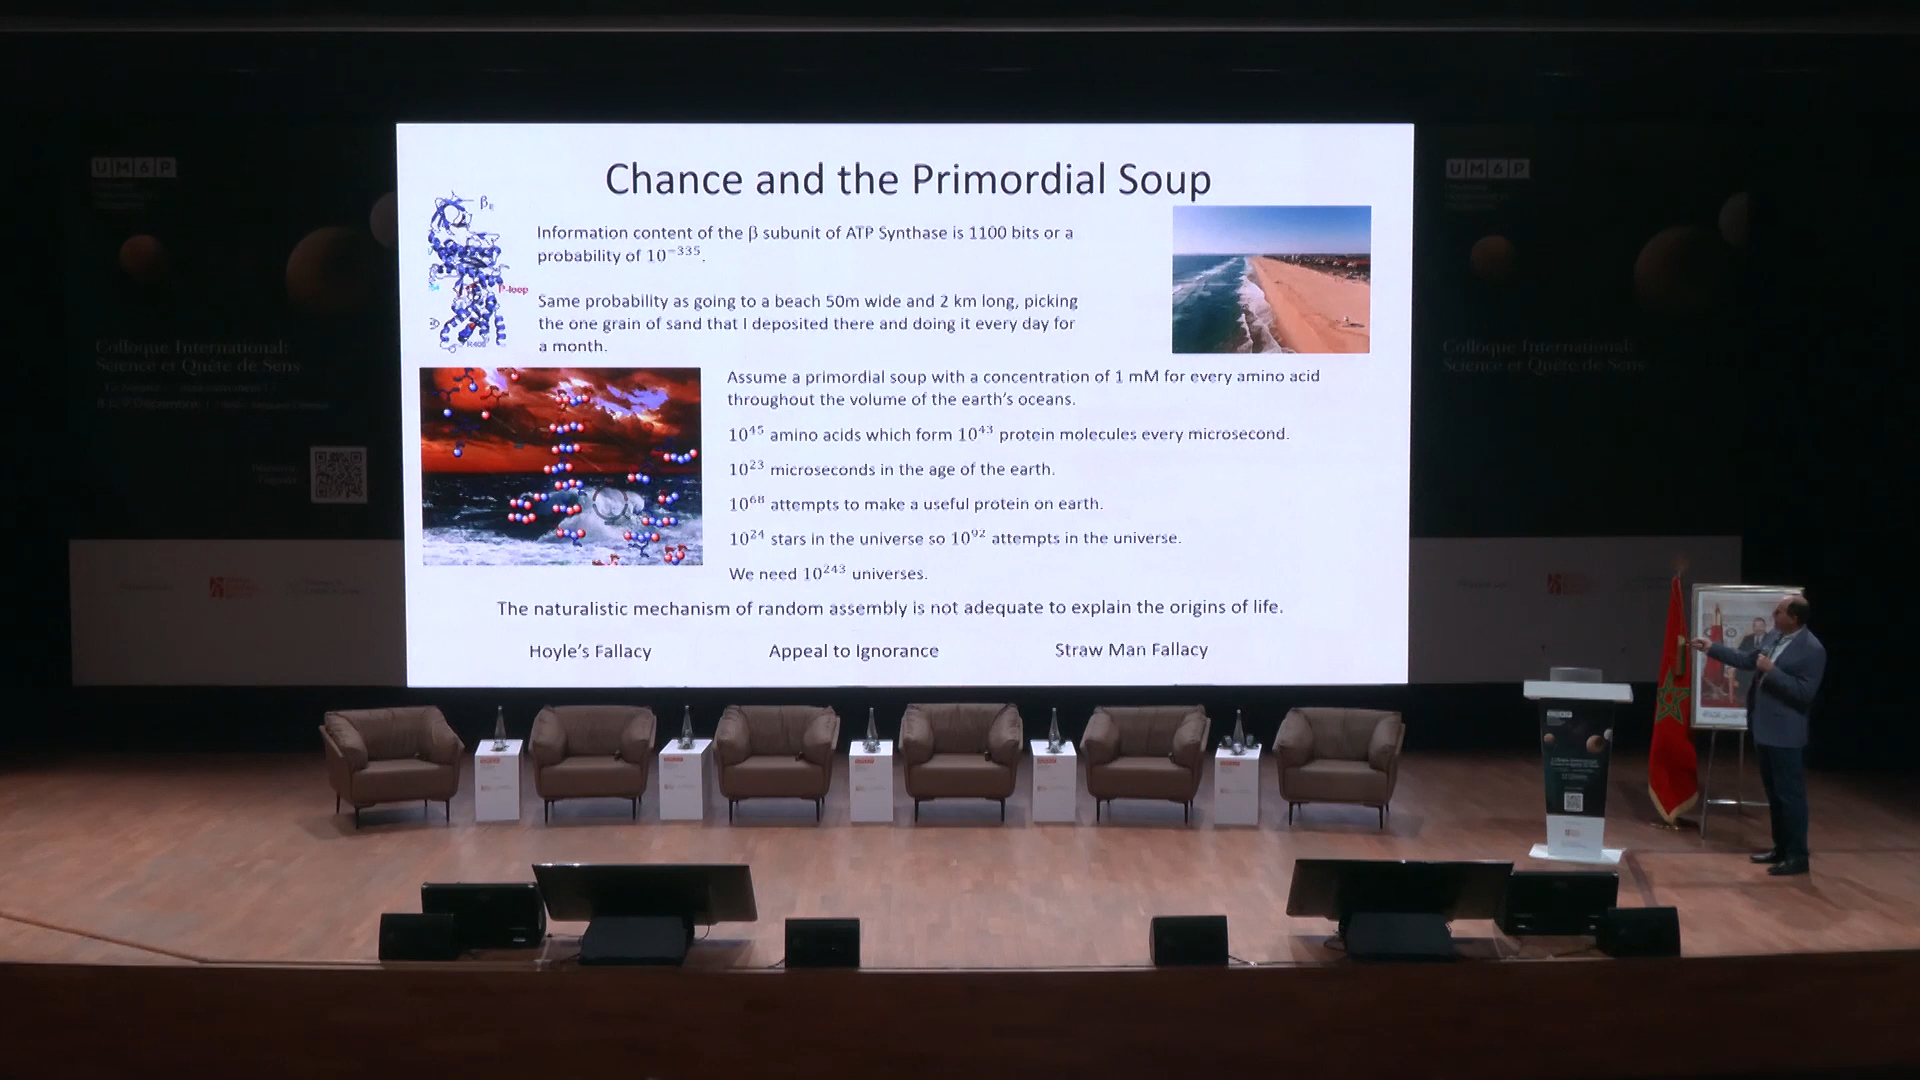 UM6P
UM6P
Chance and the Primordial Soup
Information content of the β subunit of ATP Synthase is 1100 bits or a
probability of 10⁻³³⁵.
P-loop
Same probability as going to a beach 50m wide and 2 km long, picking
the one grain of sand that I deposited there and doing it every day for
a month.
Assume a primordial soup with a concentration of 1 mM for every amino acid
throughout the volume of the earth's oceans.
10⁴⁵ amino acids which form 10⁴³ protein molecules every microsecond.
10²³ microseconds in the age of the earth.
10⁶⁸ attempts to make a useful protein on earth.
10²⁴ stars in the universe so 10⁹² attempts in the universe.
We need 10²⁴³ universes.
The naturalistic mechanism of random assembly is not adequate to explain the origins of life.
Hoyle's Fallacy
Appeal to Ignorance
Straw Man Fallacy
Colloque International:
Science et Quête de Sens
Colloque International:
Science et Quête de Sens